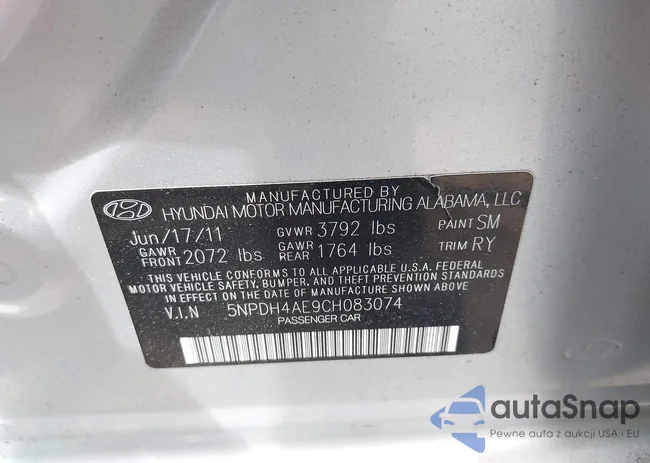 MANUFACTURED BY
HYUNDAI MOTOR MANUFACTURING ALABAMA, LLC
Jun/17/11 GVWR 3792 lbs PAINT SM
GAWR FRONT 2072 lbs GAWR REAR 1764 lbs TRIM RY
THIS VEHICLE CONFORMS TO ALL APPLICABLE U.S.A. FEDERAL
MOTOR VEHICLE SAFETY, BUMPER, AND THEFT PREVENTION STANDARDS
IN EFFECT ON THE DATE OF MANUFACTURE SHOWN ABOVE
V.I.N 5NPDH4AE9CH083074
PASSENGER CAR
autoSnap
Pewne auta z aukcji USA i EU